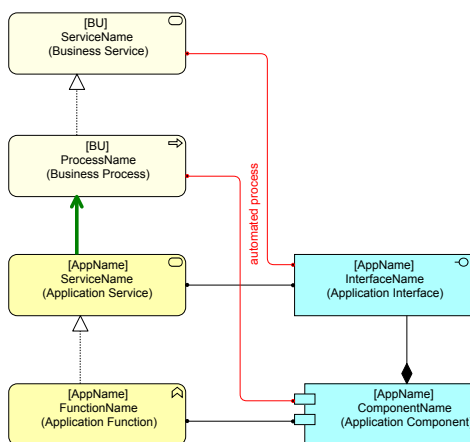 [BU]
ServiceName
(Business Service)
[BU]
ProcessName
(Business Process)
automated process
[AppName]
ServiceName
(Application Service)
[AppName]
InterfaceName
(Application Interface)
[AppName]
FunctionName
(Application Function)
[AppName]
ComponentName
(Application Component)